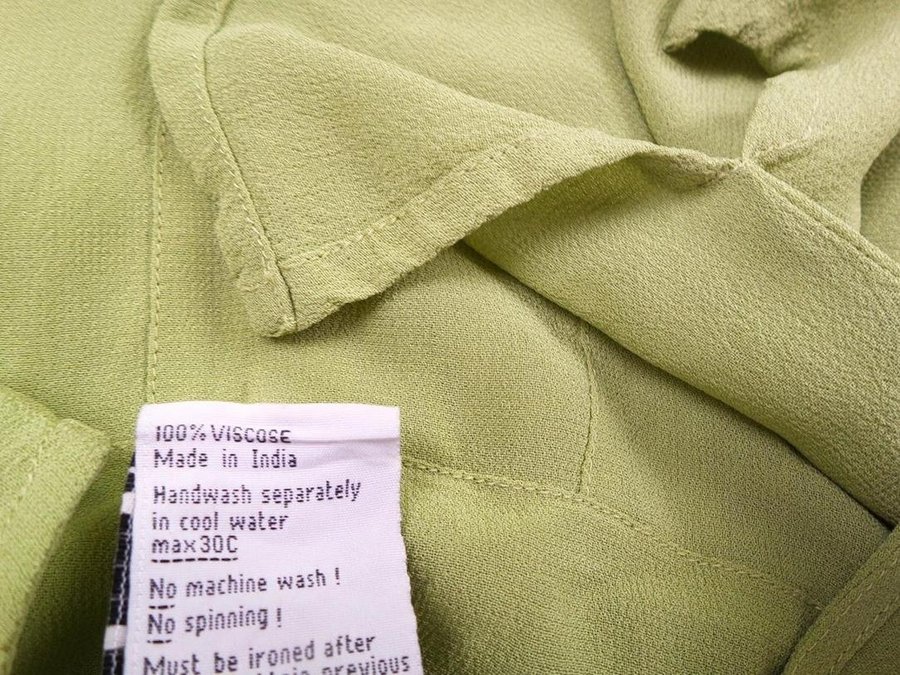 100% VISCOSE
Made in India
Handwash separately
in cool water
max30C
No machine wash !
No spinning !
Must be ironed after
previous